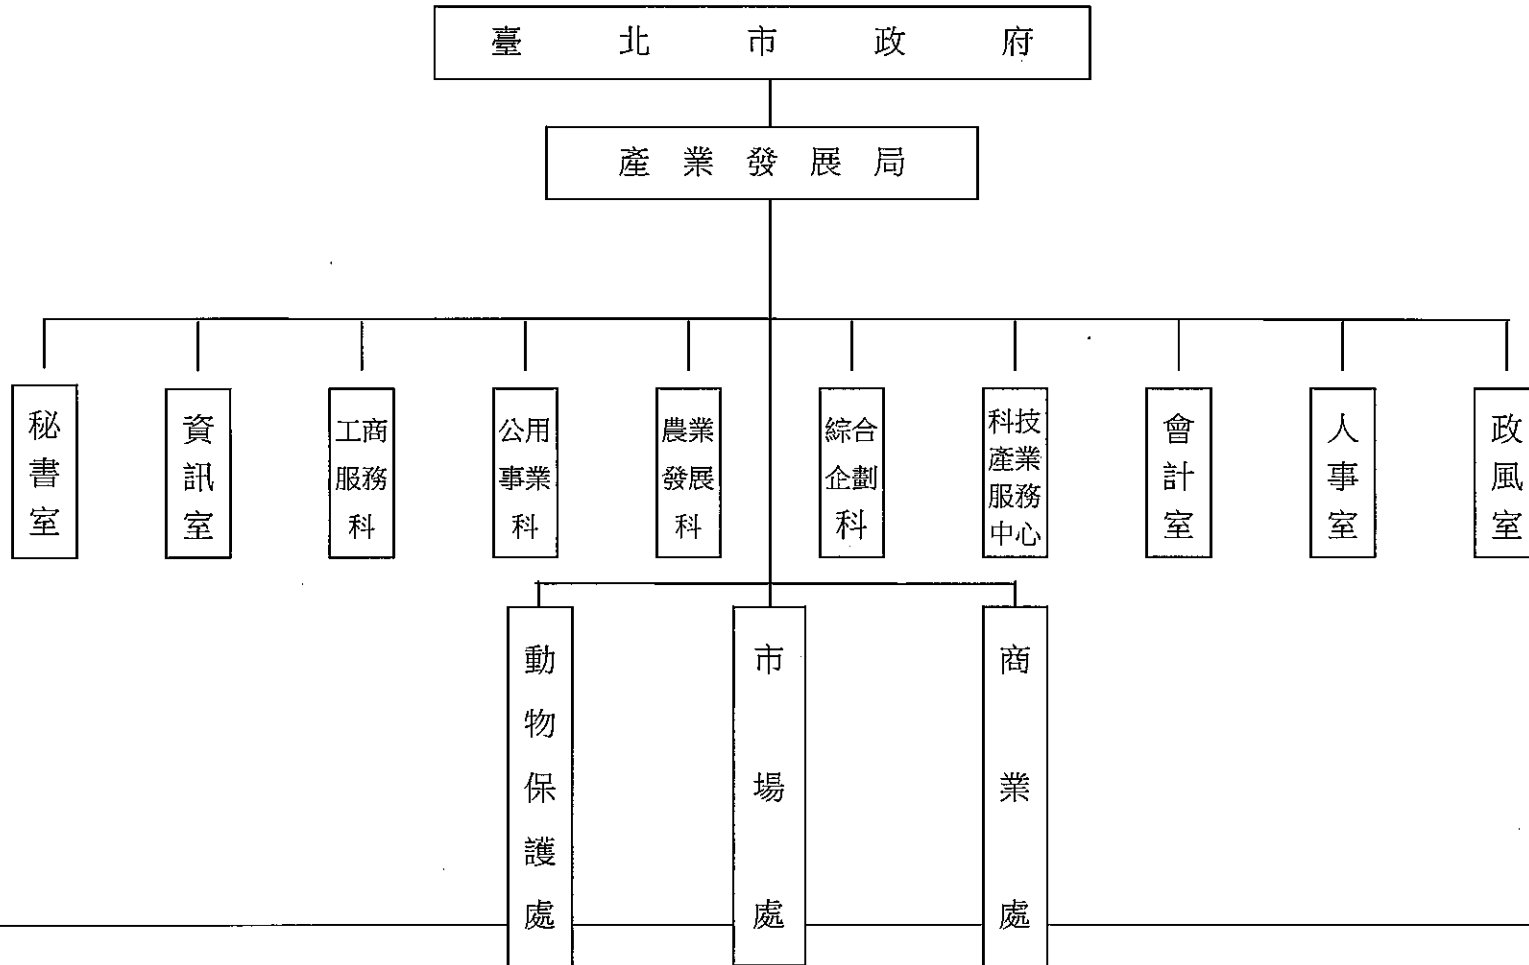 臺北市政府
產業發展局
秘書室
資訊室
工商
服務
科
公用
事業
科
農業
發展
科
綜合
企劃
科
科技
產業
服務
中心
會計室
人事室
政風室
動物保護處
市場處
商業處